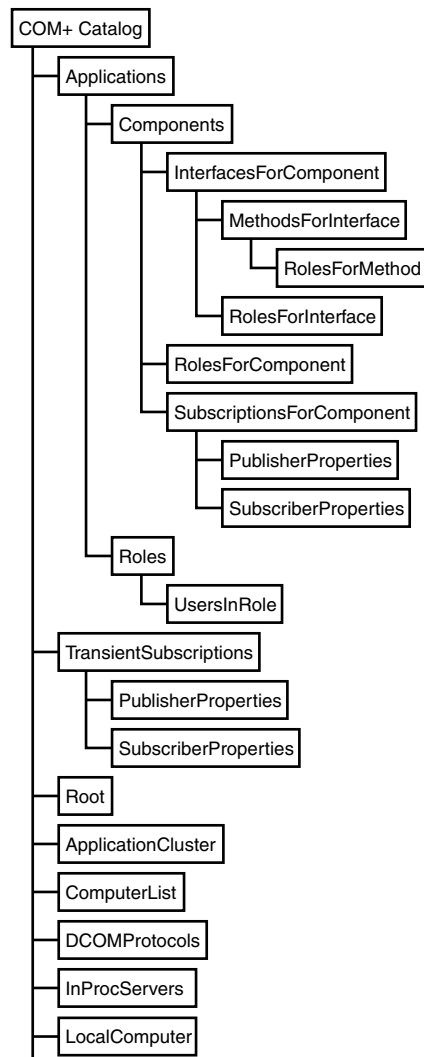 COM+ Catalog
Applications
Components
InterfacesForComponent
MethodsForInterface
RolesForMethod
RolesForInterface
RolesForComponent
SubscriptionsForComponent
PublisherProperties
SubscriberProperties
Roles
UsersInRole
TransientSubscriptions
PublisherProperties
SubscriberProperties
Root
ApplicationCluster
ComputerList
DCOMProtocols
InProcServers
LocalComputer